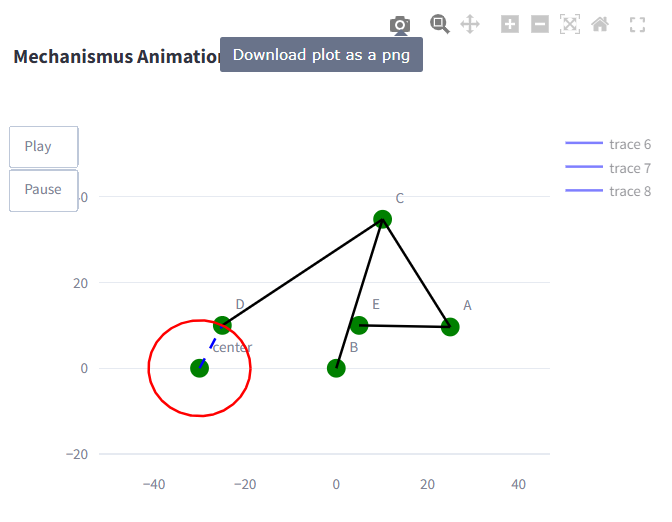 Mechanismus Animation
Download plot as a png
Play
Pause
trace 6
trace 7
trace 8
C
D
E
A
center
B
20
0
−20
−40
−20
0
20
40